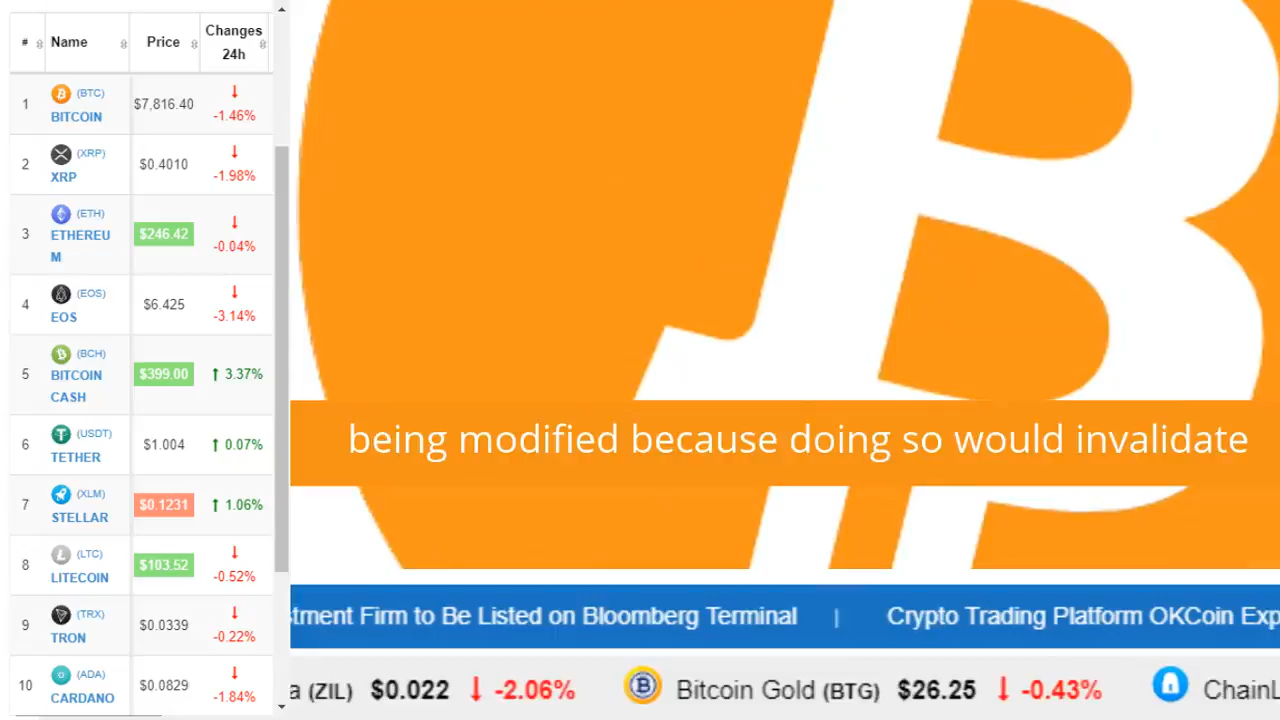 # Name Price Changes 24h
1 (BTC) BITCOIN $7,816.40 ↓ -1.46%
2 (XRP) XRP $0.4010 ↓ -1.98%
3 (ETH) ETHEREUM $246.42 ↓ -0.04%
4 (EOS) EOS $6.425 ↓ -3.14%
5 (BCH) BITCOIN CASH $399.00 ↑ 3.37%
6 (USDT) TETHER $1.004 ↑ 0.07%
7 (XLM) STELLAR $0.1231 ↑ 1.06%
8 (LTC) LITECOIN $103.52 ↓ -0.52%
9 (TRX) TRON $0.0339 ↓ -0.22%
10 (ADA) CARDANO $0.0829 ↓ -1.84%
being modified because doing so would invalidate
tment Firm to Be Listed on Bloomberg Terminal | Crypto Trading Platform OKCoin Exp
a (ZIL) $0.022 ↓ -2.06% Bitcoin Gold (BTG) $26.25 ↓ -0.43% ChainL